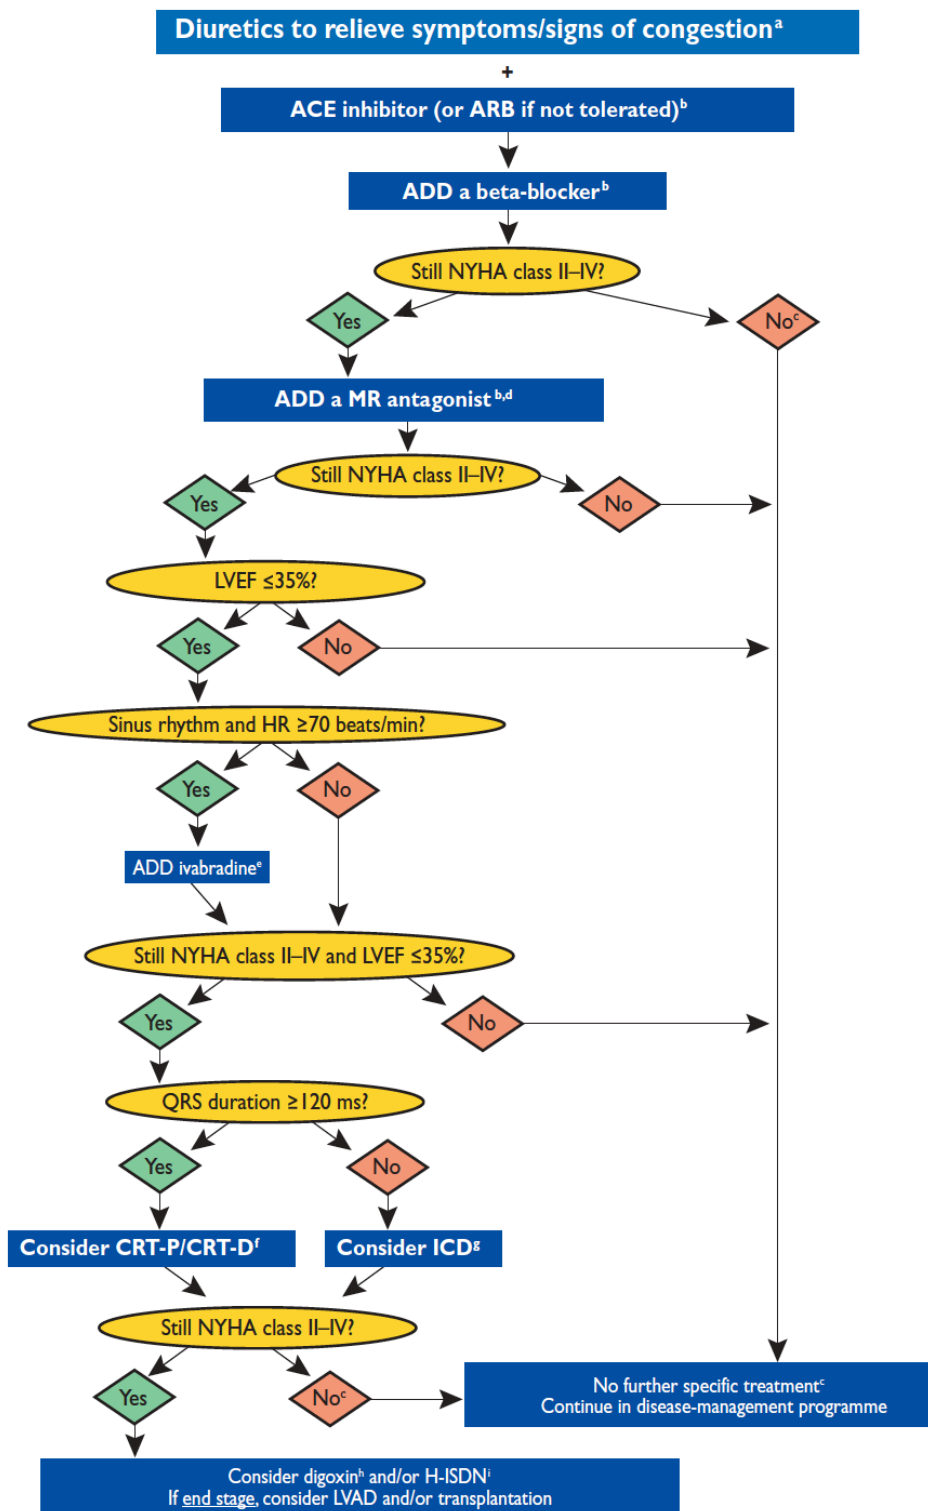 Diuretics to relieve symptoms/signs of congestionᵃ
+
ACE inhibitor (or ARB if not tolerated)ᵇ
ADD a beta-blockerᵇ
Still NYHA class II–IV?
Yes
Noᶜ
ADD a MR antagonistᵇ,ᵈ
Still NYHA class II–IV?
Yes
No
LVEF ≤35%?
Yes
No
Sinus rhythm and HR ≥70 beats/min?
Yes
No
ADD ivabradineᵉ
Still NYHA class II–IV and LVEF ≤35%?
Yes
No
QRS duration ≥120 ms?
Yes
No
Consider CRT-P/CRT-Dᶠ
Consider ICDᵍ
Still NYHA class II–IV?
Yes
Noᶜ
No further specific treatmentᶜ
Continue in disease-management programme
Consider digoxinʰ and/or H-ISDNⁱ
If end stage, consider LVAD and/or transplantation